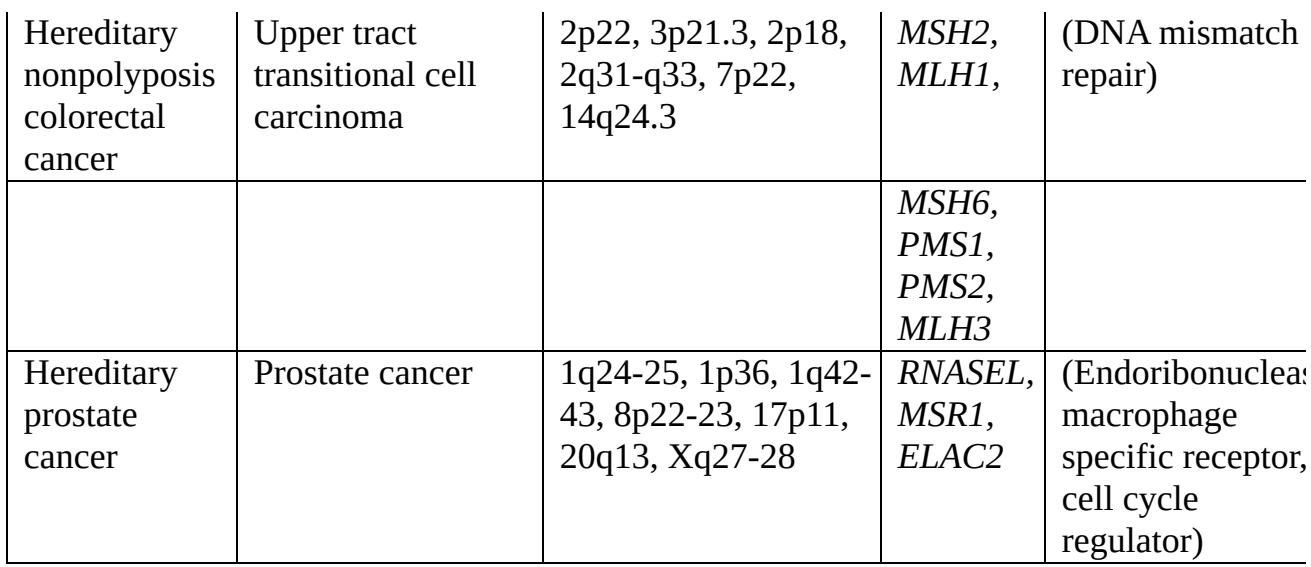 Hereditary
nonpolyposis
colorectal
cancer
Upper tract
transitional cell
carcinoma
2p22, 3p21.3, 2p18,
2q31-q33, 7p22,
14q24.3
MSH2,
MLH1,
(DNA mismatch
repair)
MSH6,
PMS1,
PMS2,
MLH3
Hereditary
prostate
cancer
Prostate cancer
1q24-25, 1p36, 1q42-
43, 8p22-23, 17p11,
20q13, Xq27-28
RNASEL,
MSR1,
ELAC2
macrophage
specific receptor,
cell cycle
regulator)